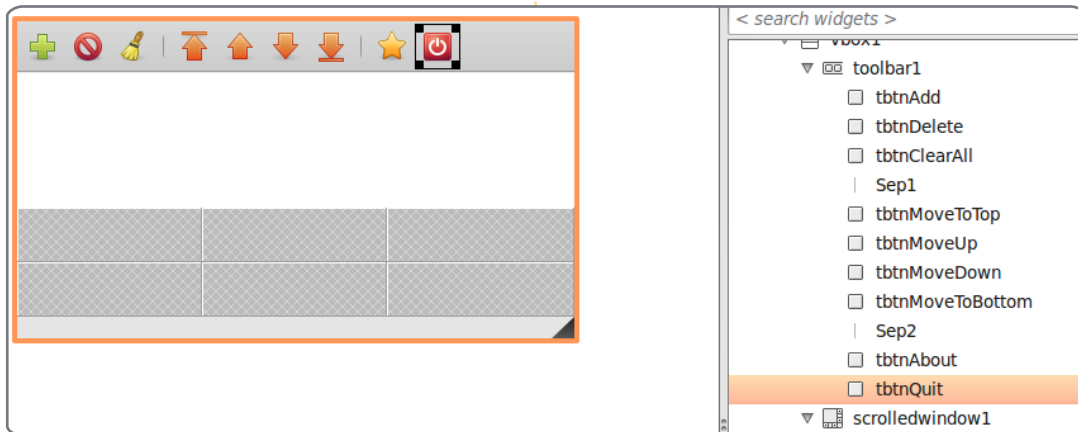 < search widgets >
vbox1
toolbar1
tbtnAdd
tbtnDelete
tbtnClearAll
Sep1
tbtnMoveToTop
tbtnMoveUp
tbtnMoveDown
tbtnMoveToBottom
Sep2
tbtnAbout
tbtnQuit
scrolledwindow1